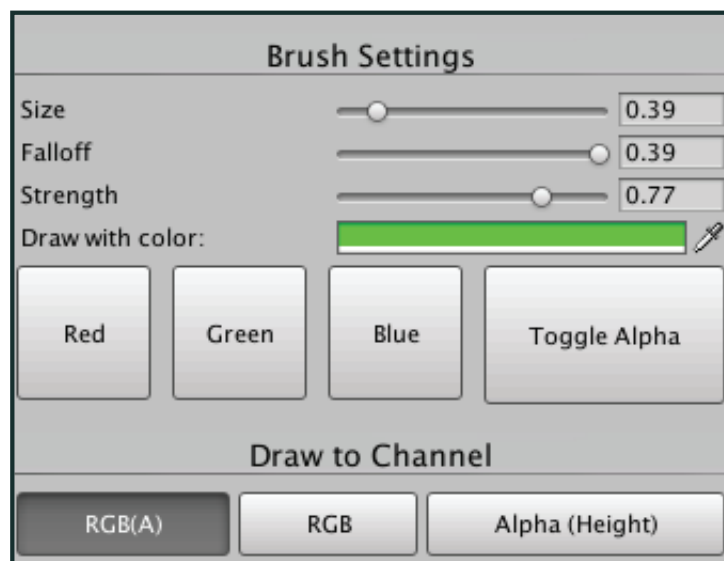 Brush Settings
Size 0.39
Falloff 0.39
Strength 0.77
Draw with color:
Red Green Blue Toggle Alpha
Draw to Channel
RGB(A) RGB Alpha (Height)